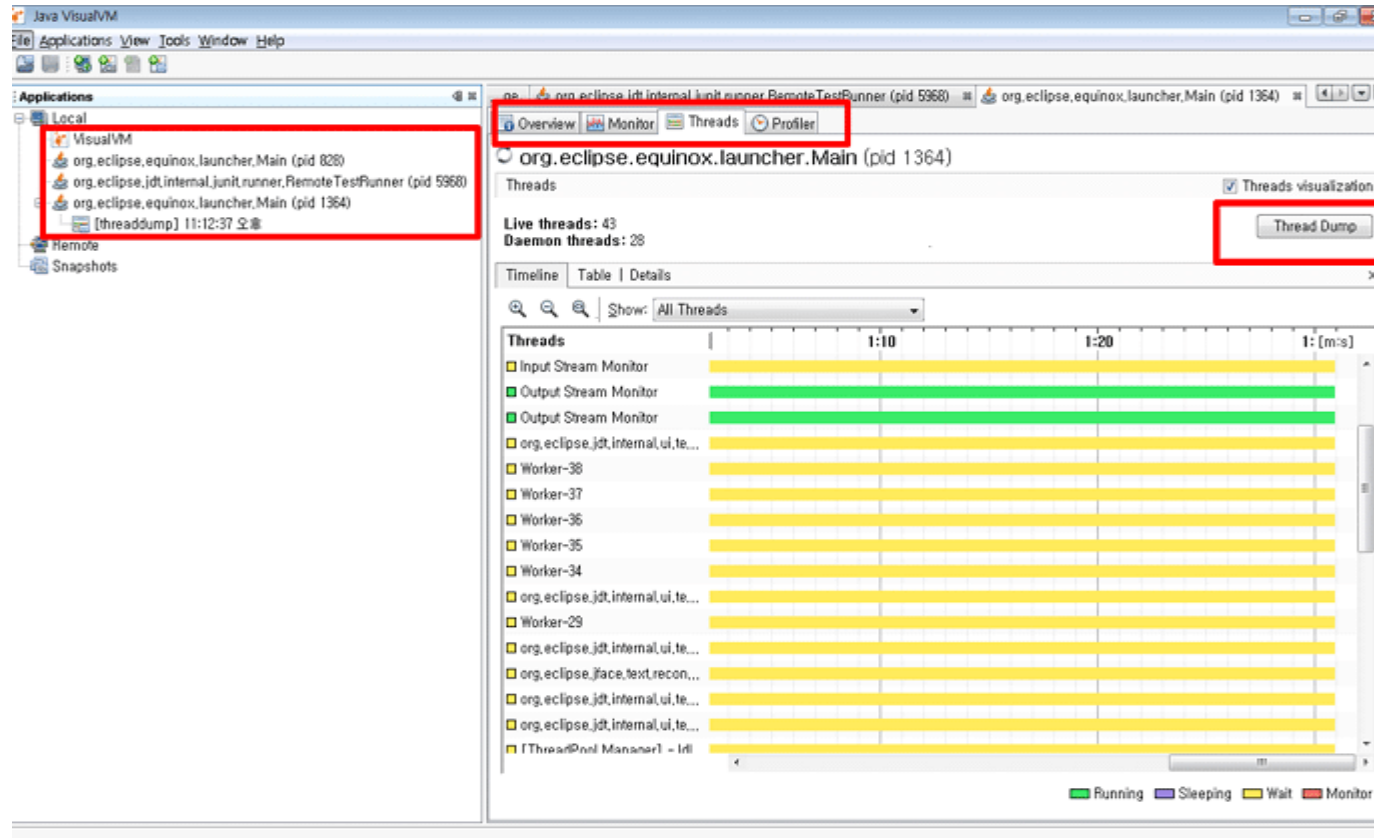 Java VisualVM
File Applications View Tools Window Help
Applications
Local
VisualVM
org.eclipse.equinox.launcher.Main (pid 828)
org.eclipse.jdt.internal.junit.runner.RemoteTestRunner (pid 5968)
org.eclipse.equinox.launcher.Main (pid 1364)
[threaddump] 11:12:37 오후
Remote
Snapshots
org.eclipse.jdt.internal.junit.runner.RemoteTestRunner (pid 5968) org.eclipse.equinox.launcher.Main (pid 1364)
Overview Monitor Threads Profiler
org.eclipse.equinox.launcher.Main (pid 1364)
Threads Threads visualization
Live threads: 43
Daemon threads: 28
Thread Dump
Timeline Table | Details
Show: All Threads
Threads 1:10 1:20 1: [m:s]
Input Stream Monitor
Output Stream Monitor
Output Stream Monitor
org.eclipse.jdt.internal.ui.te...
Worker-38
Worker-37
Worker-36
Worker-35
Worker-34
org.eclipse.jdt.internal.ui.te...
Worker-29
org.eclipse.jdt.internal.ui.te...
org.eclipse.jface.text.recon...
org.eclipse.jdt.internal.ui.te...
org.eclipse.jdt.internal.ui.te...
[ThreadPool Manager] - Idl
Running Sleeping Wait Monitor